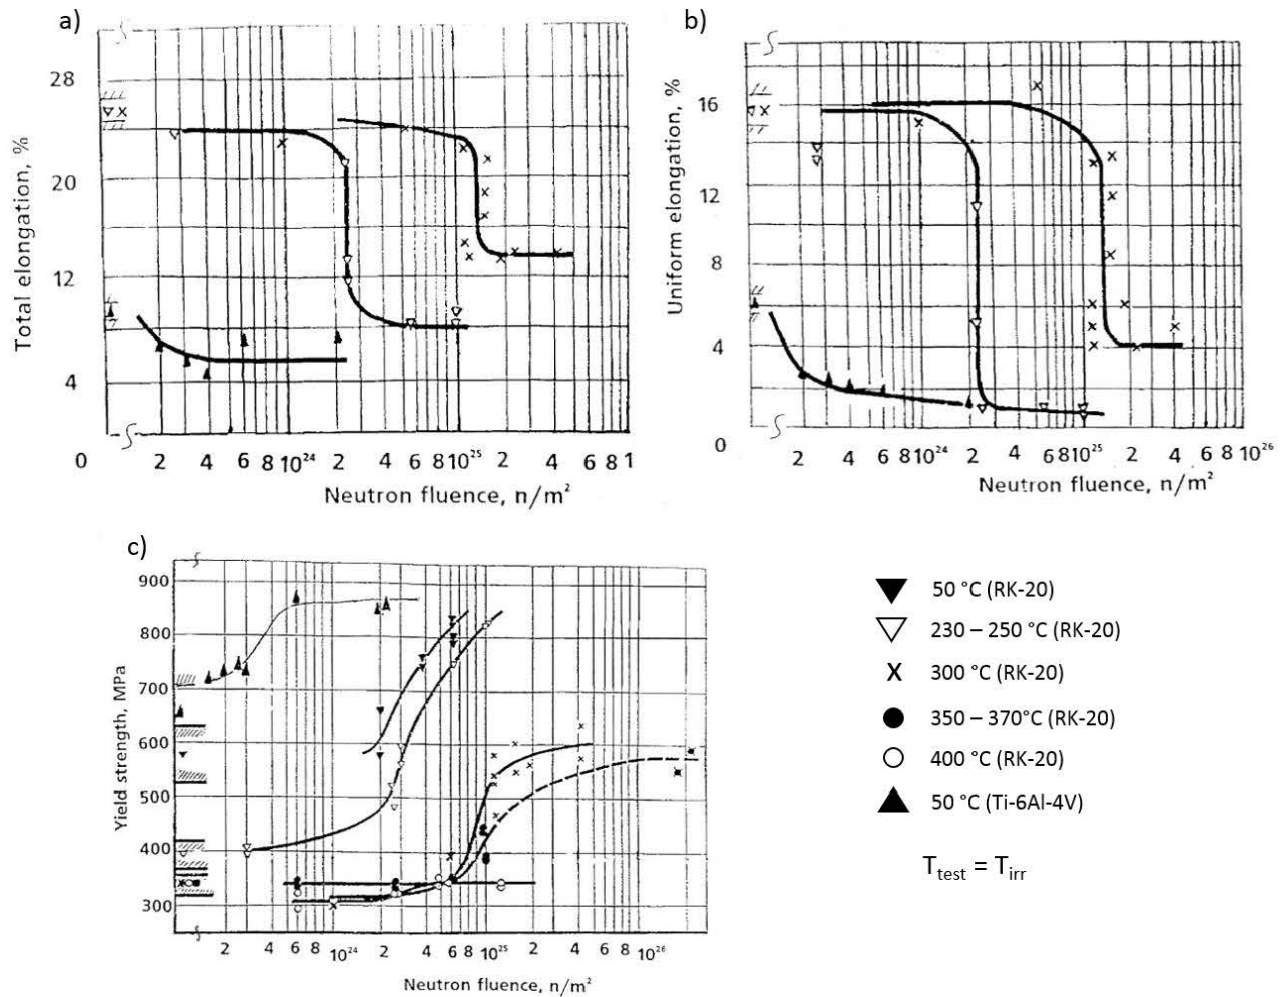 a)
Total elongation, %
28
20
12
4
0
2 4 6 8 10²⁴ 2 4 6 8 10²⁵ 2 4 6 8 1
Neutron fluence, n/m²
b)
Uniform elongation, %
16
12
8
4
0
2 4 6 8 10²⁴ 2 4 6 8 10²⁵ 2 4 6 8 10²⁶
Neutron fluence, n/m²
c)
Yield strength, MPa
900
800
700
600
500
400
300
2 4 6 8 10²⁴ 2 4 6 8 10²⁵ 2 4 6 8 10²⁶
Neutron fluence, n/m²
50 °C (RK-20)
230 – 250 °C (RK-20)
300 °C (RK-20)
350 – 370°C (RK-20)
400 °C (RK-20)
50 °C (Ti-6Al-4V)
T_test = T_irr